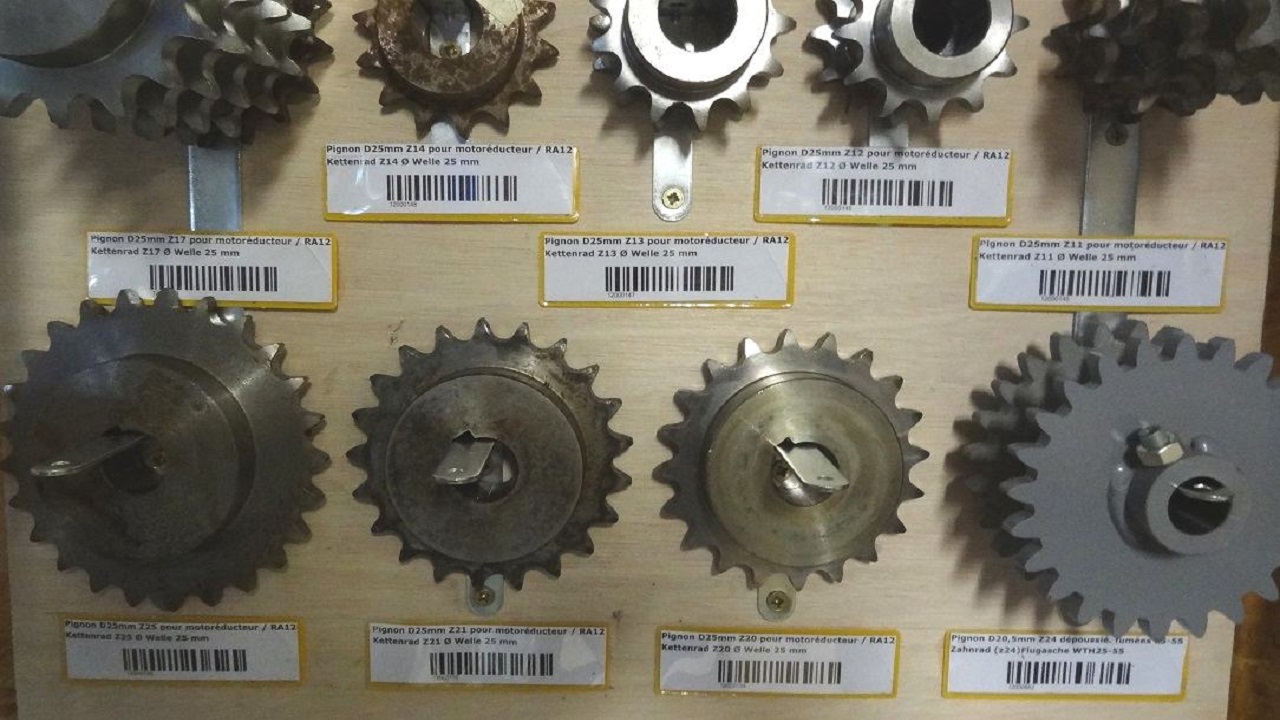 Pignon D25mm Z14 pour motoréducteur / RA12
Kettenrad Z14 Ø Welle 25 mm
Pignon D25mm Z12 pour motoréducteur / RA12
Kettenrad Z12 Ø Welle 25 mm
Pignon D25mm Z17 pour motoréducteur / RA12
Kettenrad Z17 Ø Welle 25 mm
Pignon D25mm Z13 pour motoréducteur / RA12
Kettenrad Z13 Ø Welle 25 mm
Pignon D25mm Z11 pour motoréducteur / RA12
Kettenrad Z11 Ø Welle 25 mm
Pignon D25mm Z25 pour motoréducteur / RA12
Kettenrad Z25 Ø Welle 25 mm
Pignon D25mm Z21 pour motoréducteur / RA12
Kettenrad Z21 Ø Welle 25 mm
Pignon D25mm Z20 pour motoréducteur / RA12
Kettenrad Z20 Ø Welle 25 mm
Pignon D20,5mm Z24 dépoussié. fumées
Zahnrad (z24)Flugasche WTH25-55